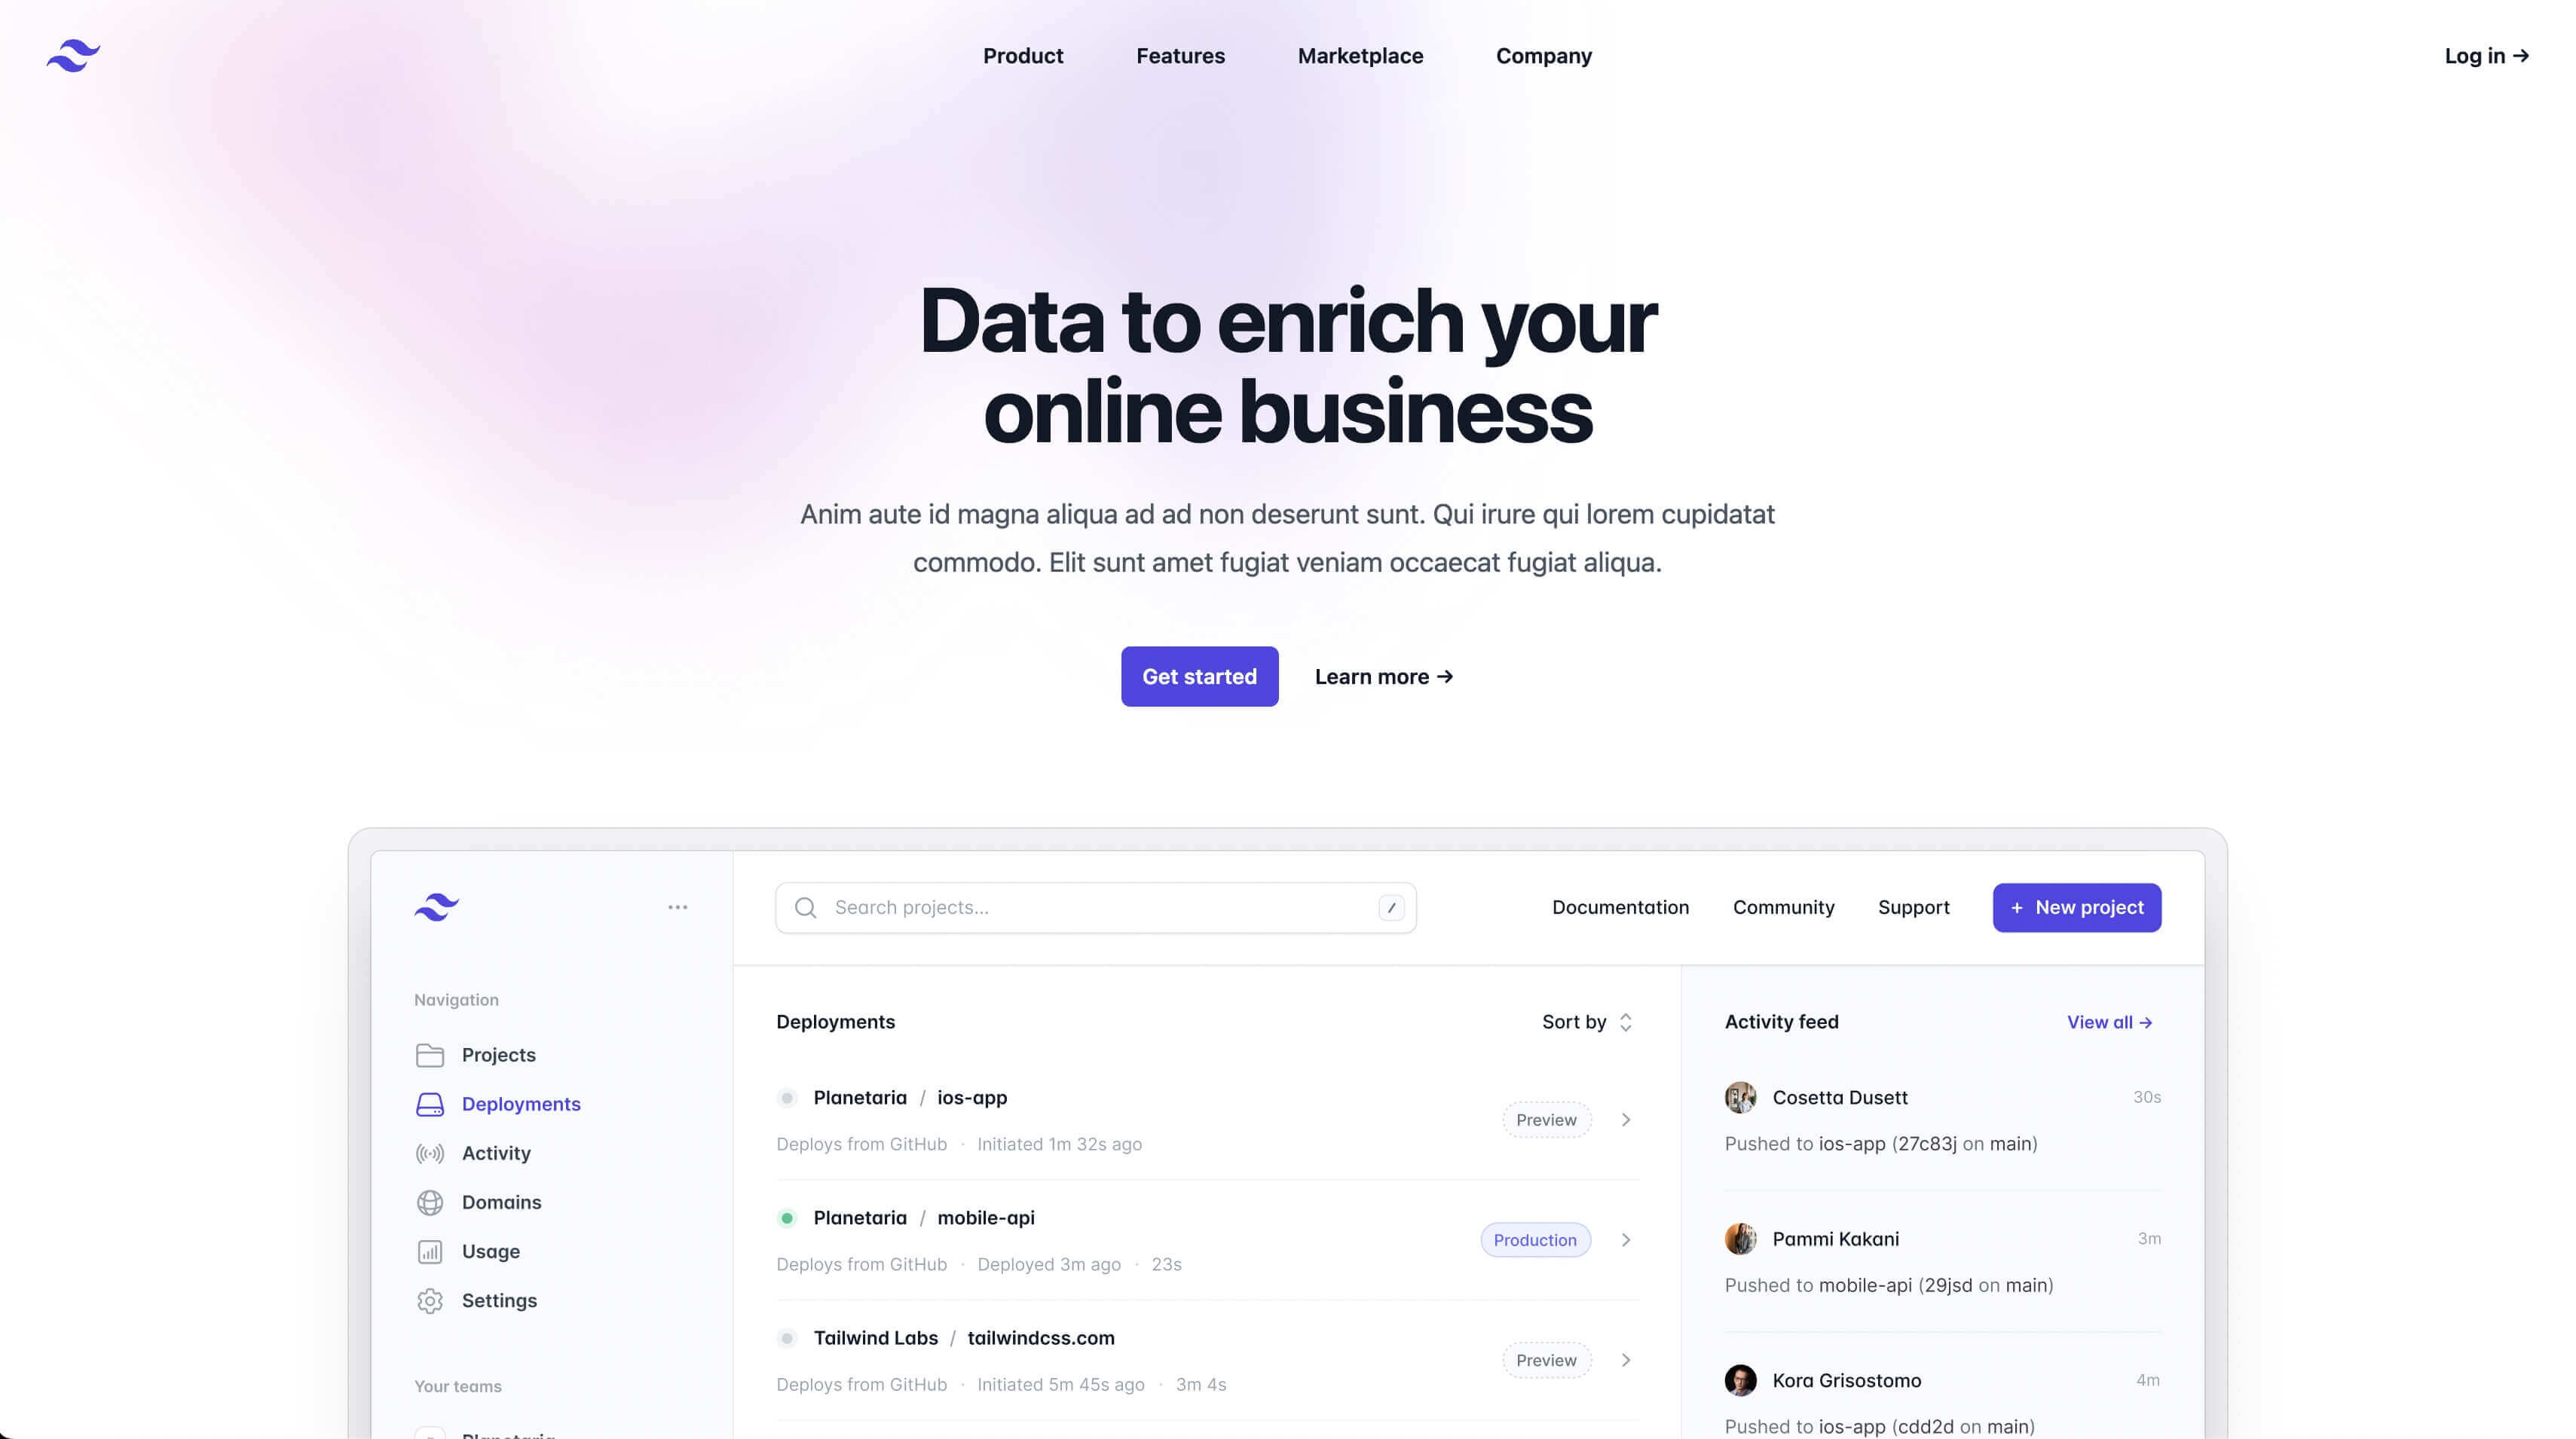 Product Features Marketplace Company Log in →
Data to enrich your
online business
Anim aute id magna aliqua ad ad non deserunt sunt. Qui irure qui lorem cupidatat
commodo. Elit sunt amet fugiat veniam occaecat fugiat aliqua.
Get started Learn more →
Search projects... / Documentation Community Support + New project
Navigation
Projects
Deployments
Activity
Domains
Usage
Settings
Your teams
Planetaria
Deployments Sort by
Planetaria / ios-app
Deploys from GitHub · Initiated 1m 32s ago
Preview
Planetaria / mobile-api
Deploys from GitHub · Deployed 3m ago · 23s
Production
Tailwind Labs / tailwindcss.com
Deploys from GitHub · Initiated 5m 45s ago · 3m 4s
Preview
Activity feed View all →
Cosetta Dusett 30s
Pushed to ios-app (27c83j on main)
Pammi Kakani 3m
Pushed to mobile-api (29jsd on main)
Kora Grisostomo 4m
Pushed to ios-app (cdd2d on main)